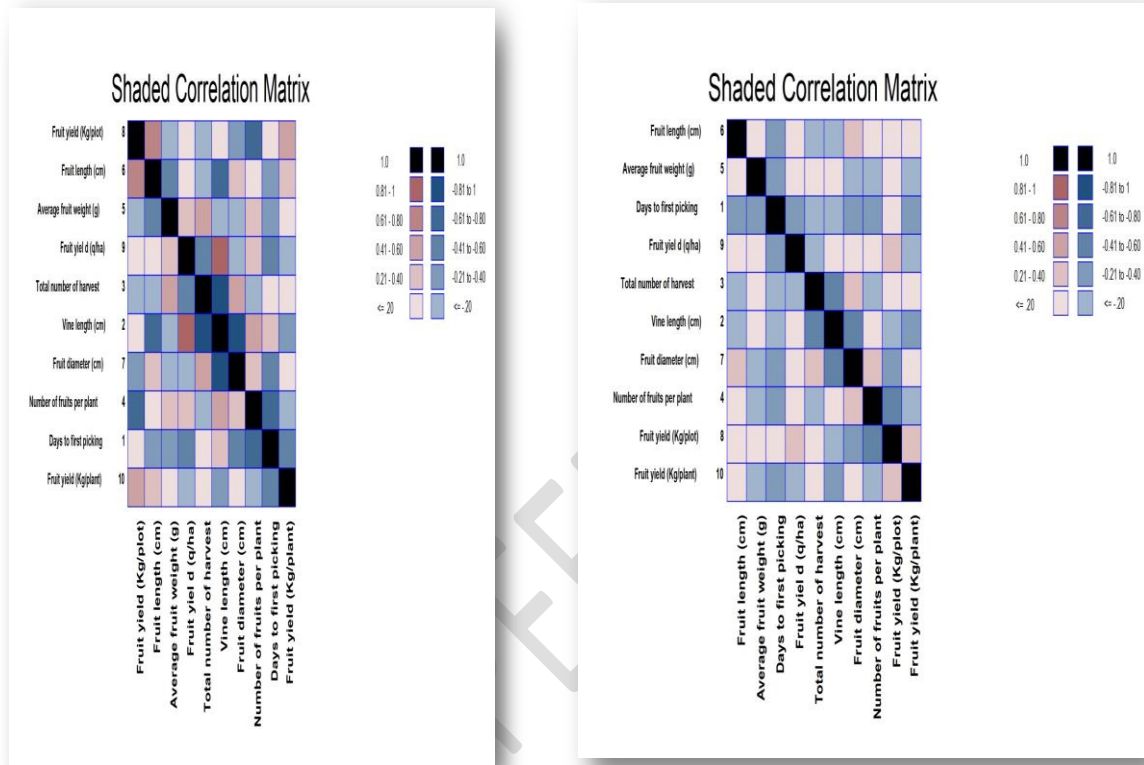 Shaded Correlation Matrix
Fruit yield (Kg/plot) 8
Fruit length (cm) 6
Average fruit weight (g) 5
Fruit yiel d (q/ha) 9
Total number of harvest 3
Vine length (cm) 2
Fruit diameter (cm) 7
Number of fruits per plant 4
Days to first picking 1
Fruit yield (Kg/plant) 10
1.0 1.0
0.81 - 1 -0.81 to 1
0.61 - 0.80 -0.61 to -0.80
0.41 - 0.60 -0.41 to -0.60
0.21 - 0.40 -0.21 to -0.40
<= 20 <= - 20
Fruit yield (Kg/plot)
Fruit length (cm)
Average fruit weight (g)
Fruit yiel d (q/ha)
Total number of harvest
Vine length (cm)
Fruit diameter (cm)
Number of fruits per plant
Days to first picking
Fruit yield (Kg/plant)
Shaded Correlation Matrix
Fruit length (cm) 6
Average fruit weight (g) 5
Days to first picking 1
Fruit yiel d (q/ha) 9
Total number of harvest 3
Vine length (cm) 2
Fruit diameter (cm) 7
Number of fruits per plant 4
Fruit yield (Kg/plot) 8
Fruit yield (Kg/plant) 10
1.0 1.0
0.81 - 1 -0.81 to 1
0.61 - 0.80 -0.61 to -0.80
0.41 - 0.60 -0.41 to -0.60
0.21 - 0.40 -0.21 to -0.40
<= 20 <= - 20
Fruit length (cm)
Average fruit weight (g)
Days to first picking
Fruit yiel d (q/ha)
Total number of harvest
Vine length (cm)
Fruit diameter (cm)
Number of fruits per plant
Fruit yield (Kg/plot)
Fruit yield (Kg/plant)